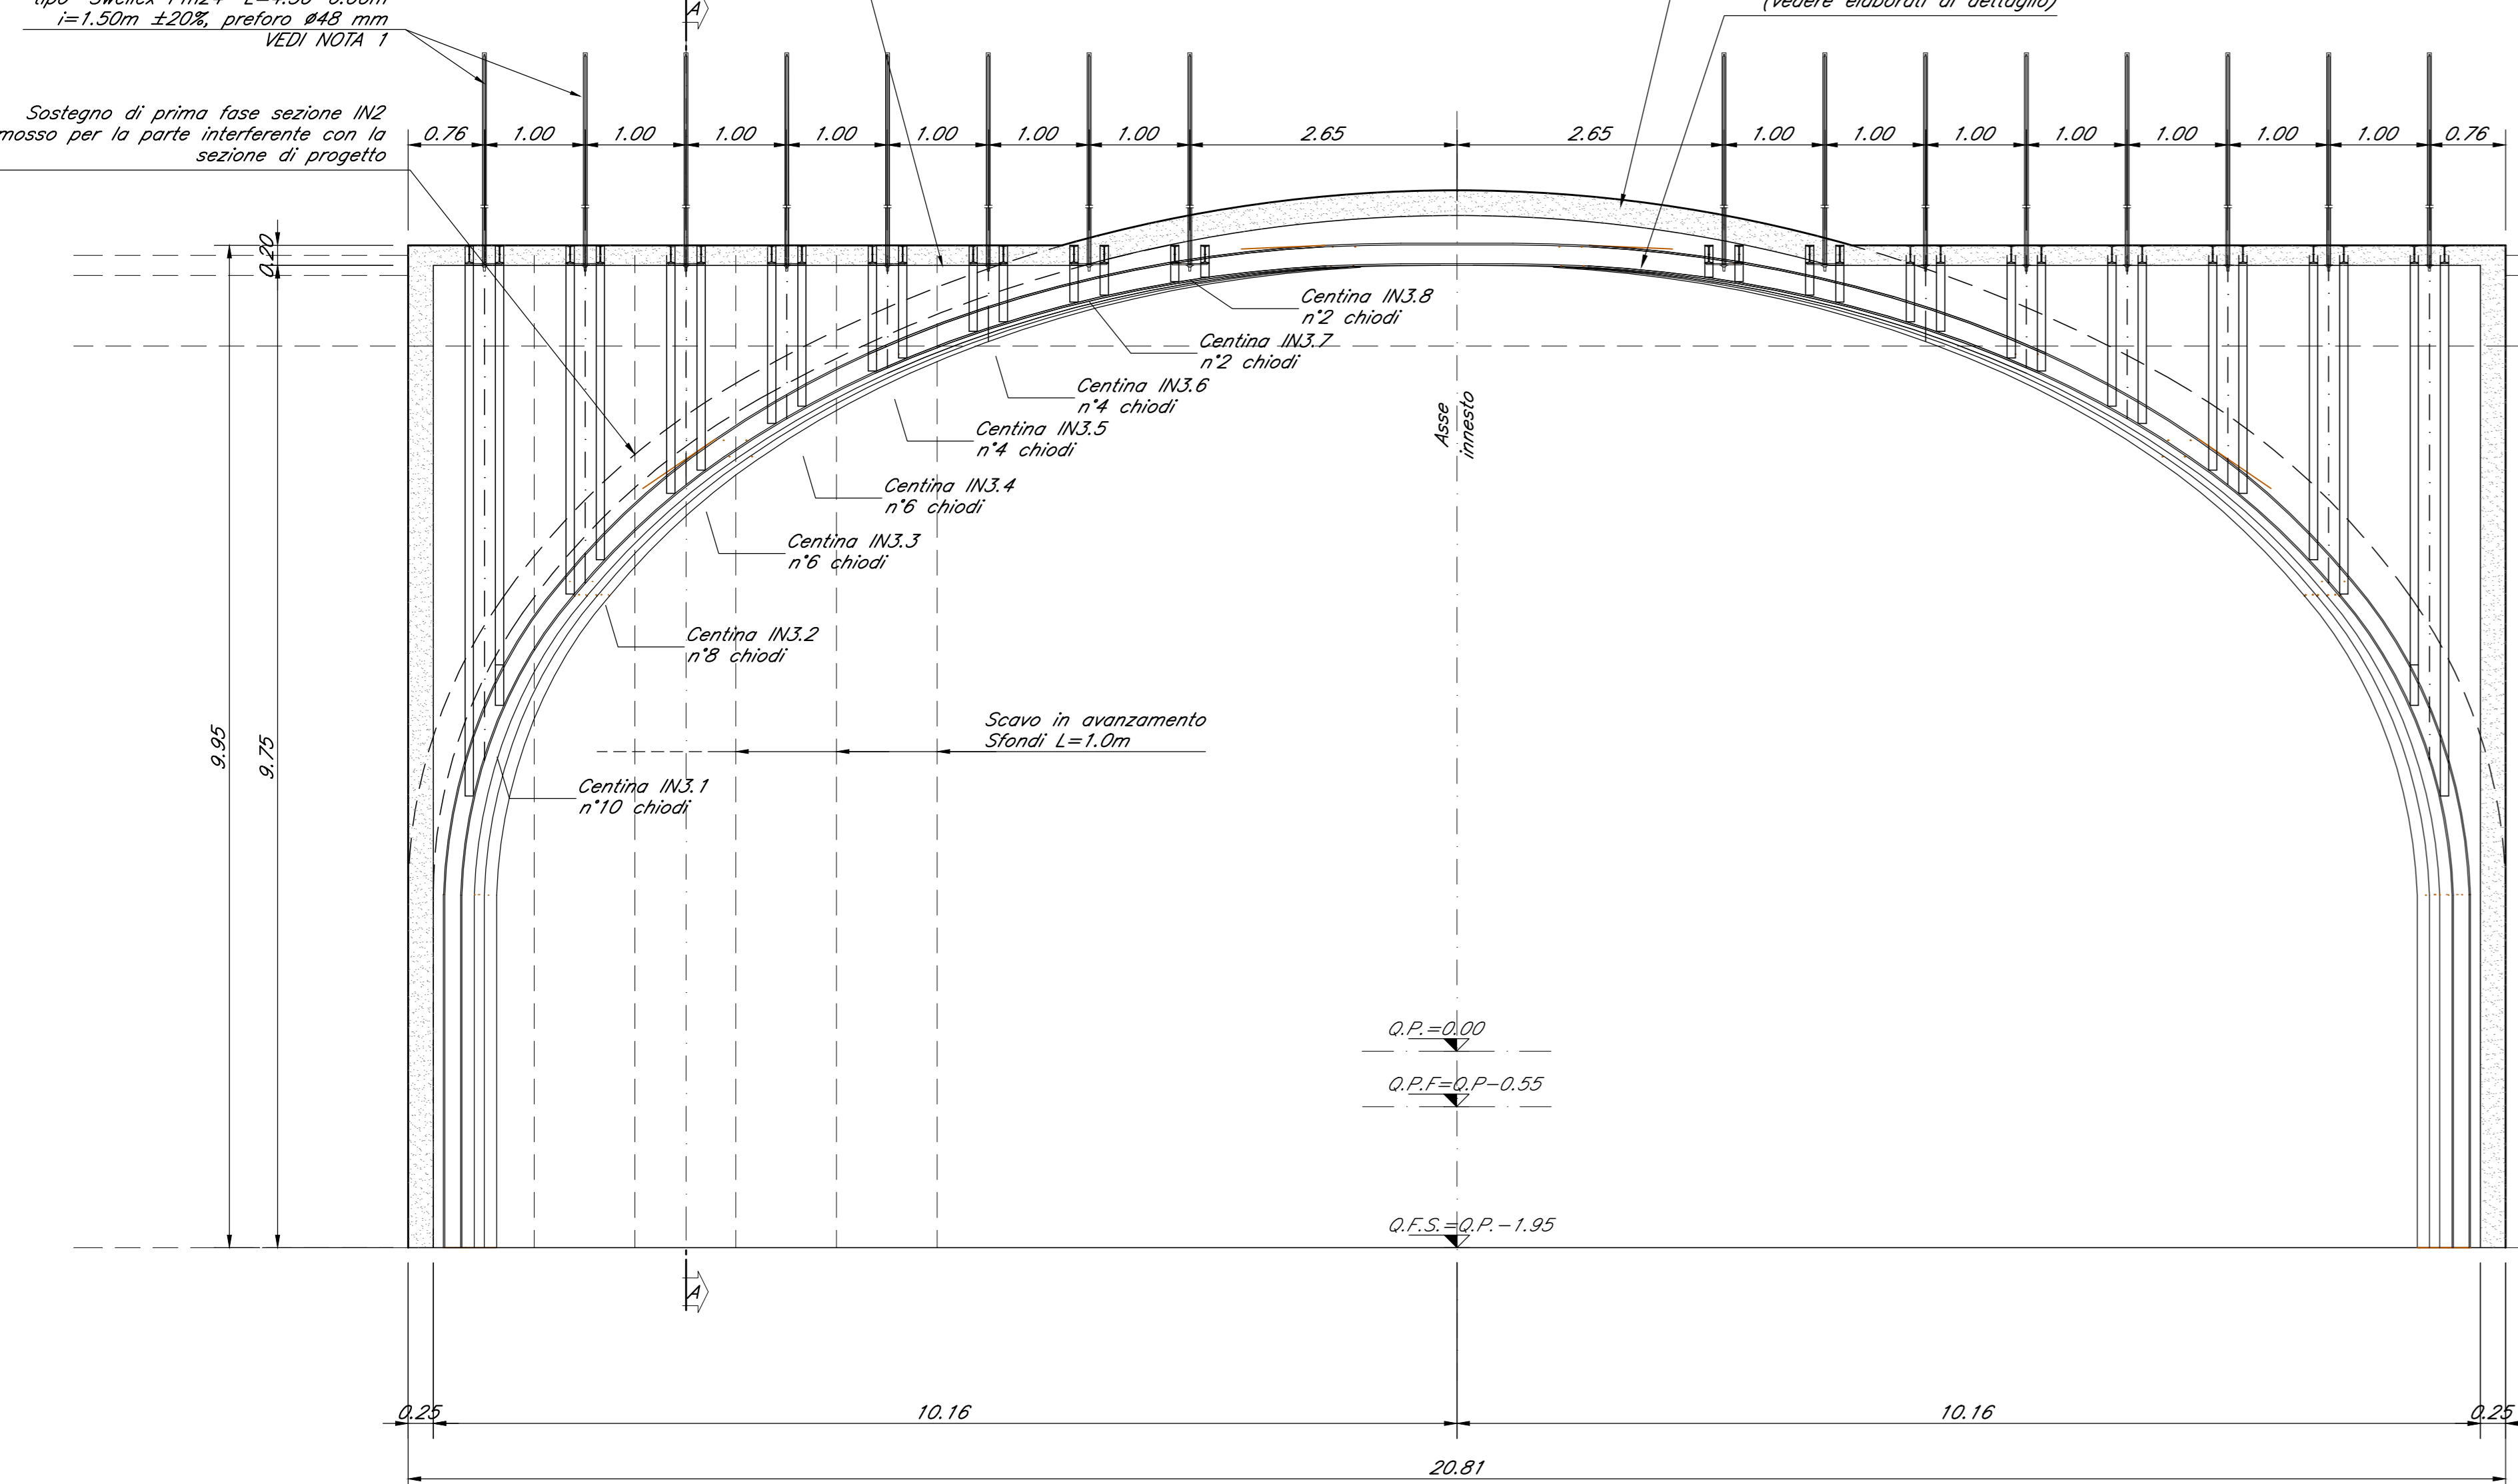 i=1.50m ±20%, preforo ø48 mm
VEDI NOTA 1
A
(vedere elaborati di dettaglio)
Sostegno di prima fase sezione IN2
mosso per la parte interferente con la
sezione di progetto
0.76 1.00 1.00 1.00 1.00 1.00 1.00 1.00 2.65 2.65 1.00 1.00 1.00 1.00 1.00 1.00 1.00 0.76
0.20
9.95
9.75
Centina IN3.8
n°2 chiodi
Centina IN3.7
n°2 chiodi
Centina IN3.6
n°4 chiodi
Centina IN3.5
n°4 chiodi
Centina IN3.4
n°6 chiodi
Centina IN3.3
n°6 chiodi
Centina IN3.2
n°8 chiodi
Centina IN3.1
n°10 chiodi
Asse
innesto
Scavo in avanzamento
Sfondi L=1.0m
Q.P.=0.00
Q.P.F=Q.P-0.55
Q.F.S.=Q.P.-1.95
A
0.25 10.16 10.16 0.25
20.81